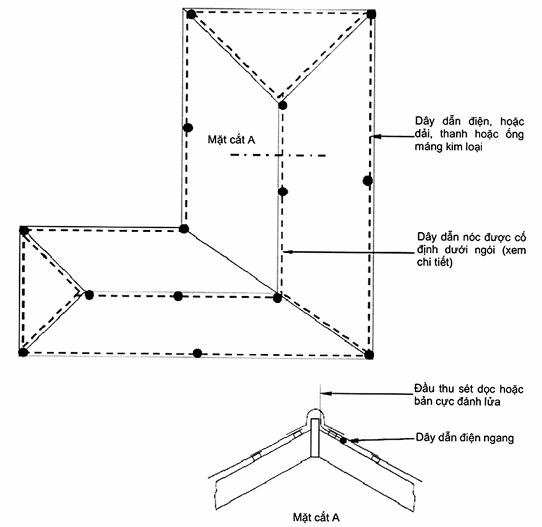 Mặt cắt A
Dây dẫn điện, hoặc
dải, thanh hoặc ống
máng kim loại
Dây dẫn nóc được cố
định dưới ngói (xem
chi tiết)
Đầu thu sét dọc hoặc
bản cực đánh lửa
Dây dẫn điện ngang
Mặt cắt A